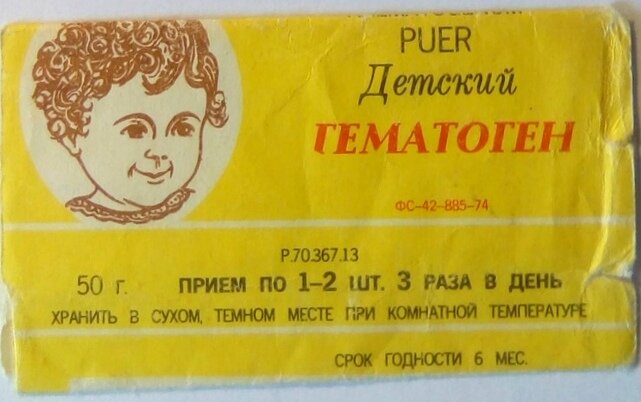 PUER
Детский
ГЕМАТОГЕН
ФС-42-885-74
Р.70.367.13
50 г. ПРИЕМ ПО 1-2 ШТ. 3 РАЗА В ДЕНЬ
ХРАНИТЬ В СУХОМ, ТЕМНОМ МЕСТЕ ПРИ КОМНАТНОЙ ТЕМПЕРАТУРЕ
СРОК ГОДНОСТИ 6 МЕС.